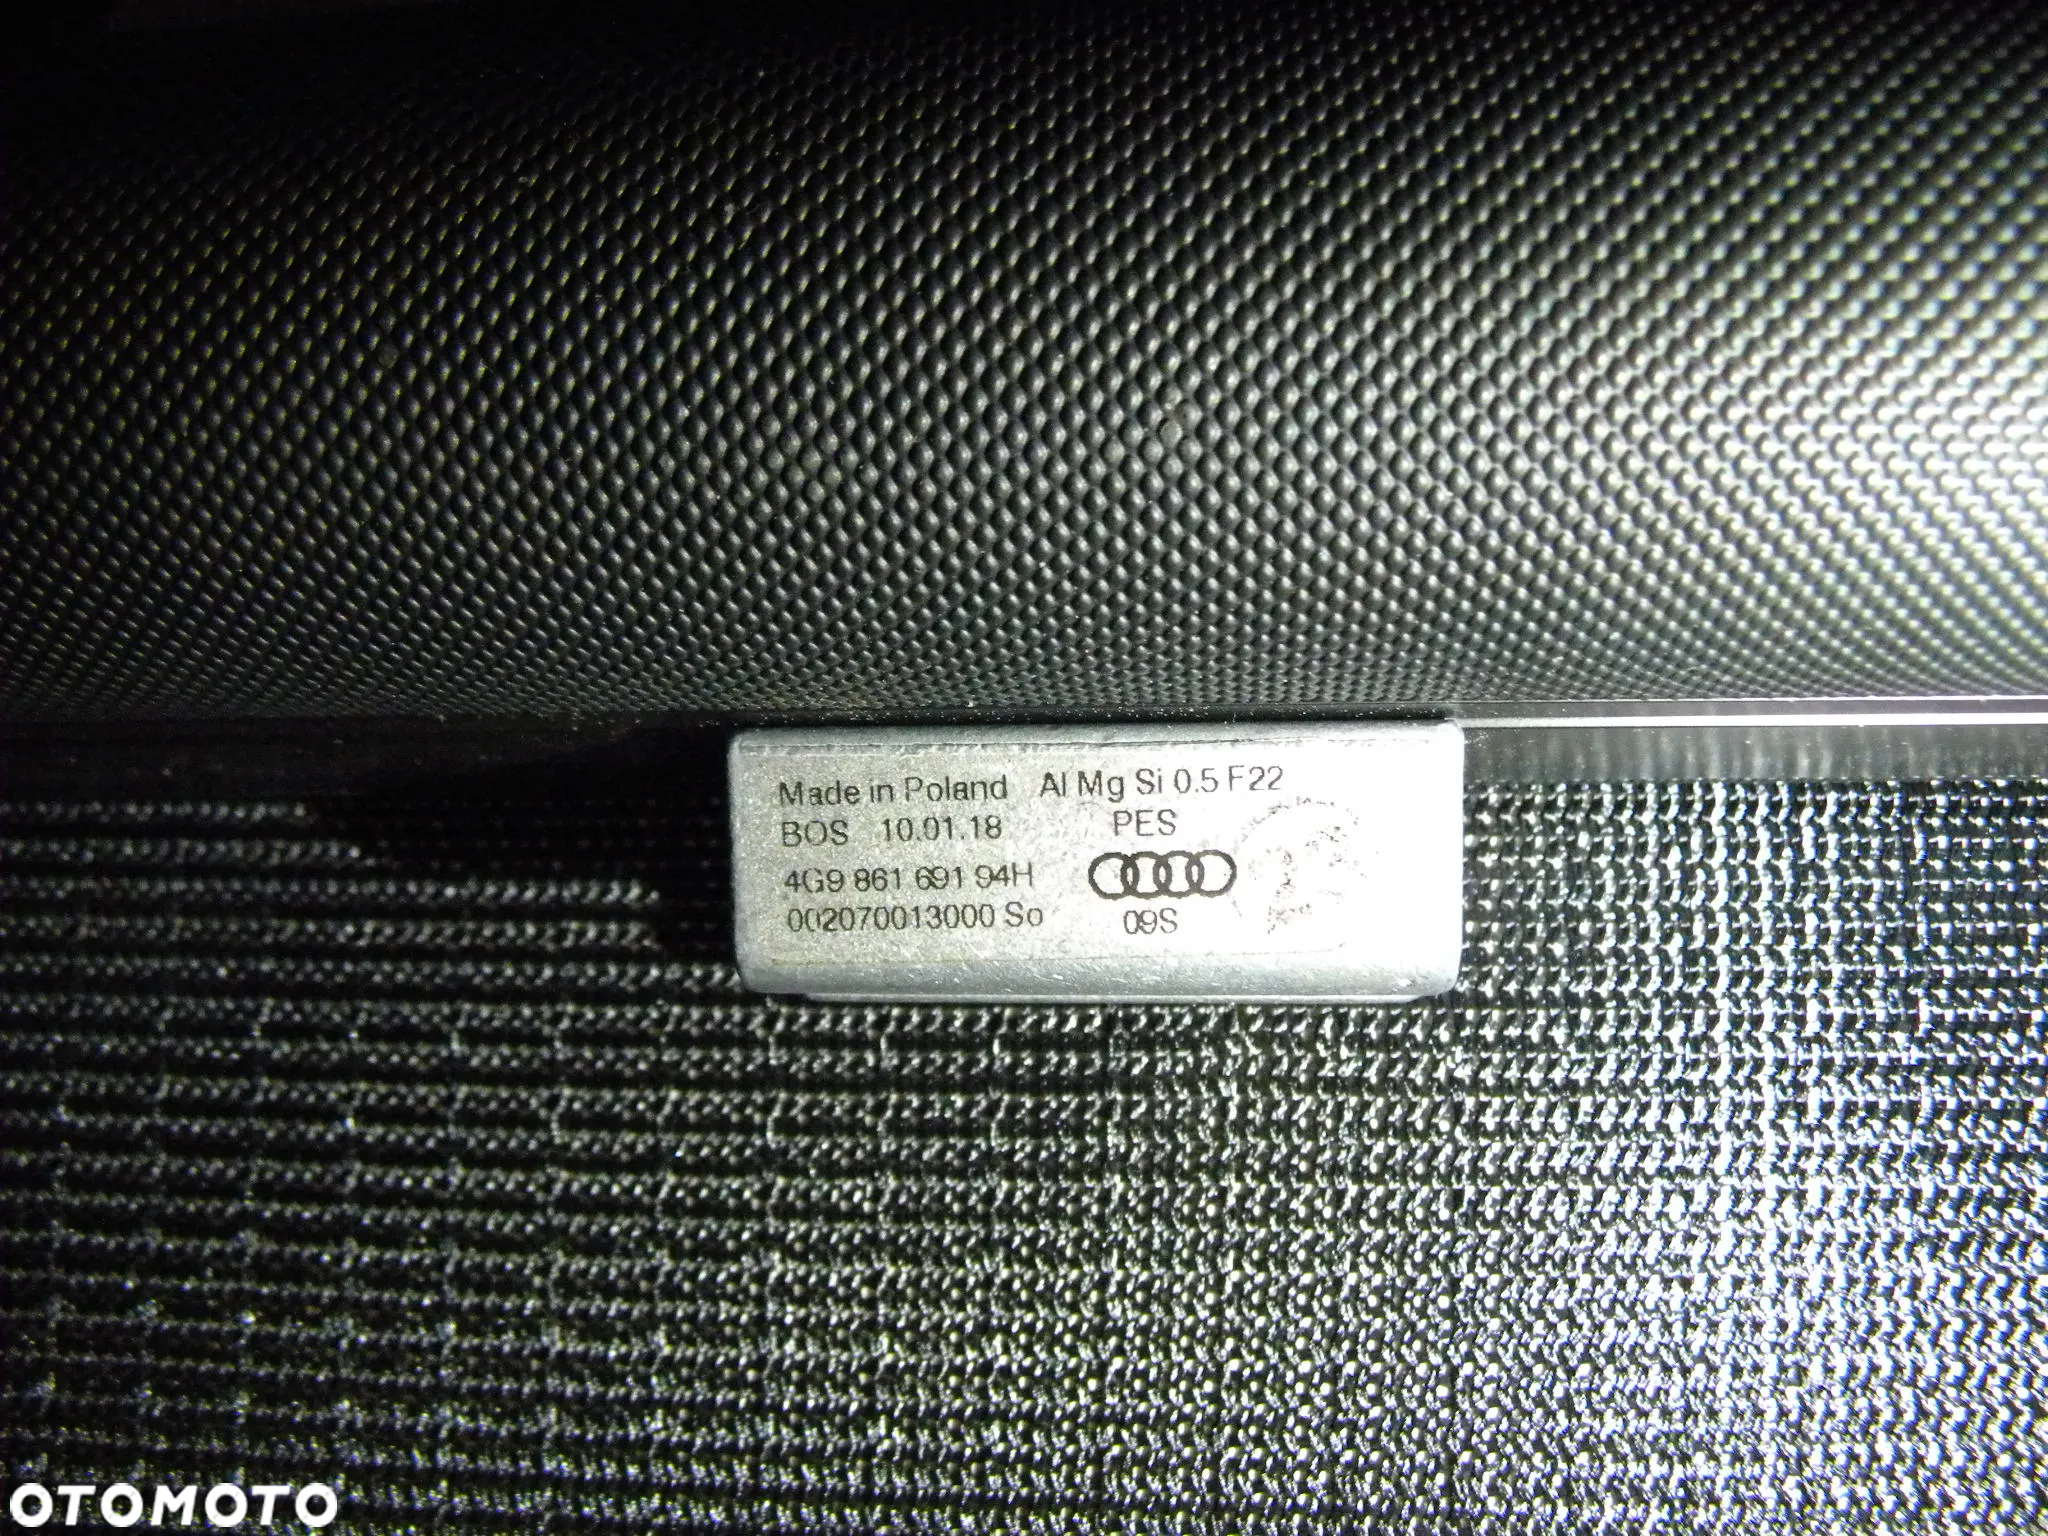 Made in Poland Al Mg Si 0.5 F22
BOS 10.01.18 PES
4G9 861 691 94H
002070013000 So 09S
OTOMOTO